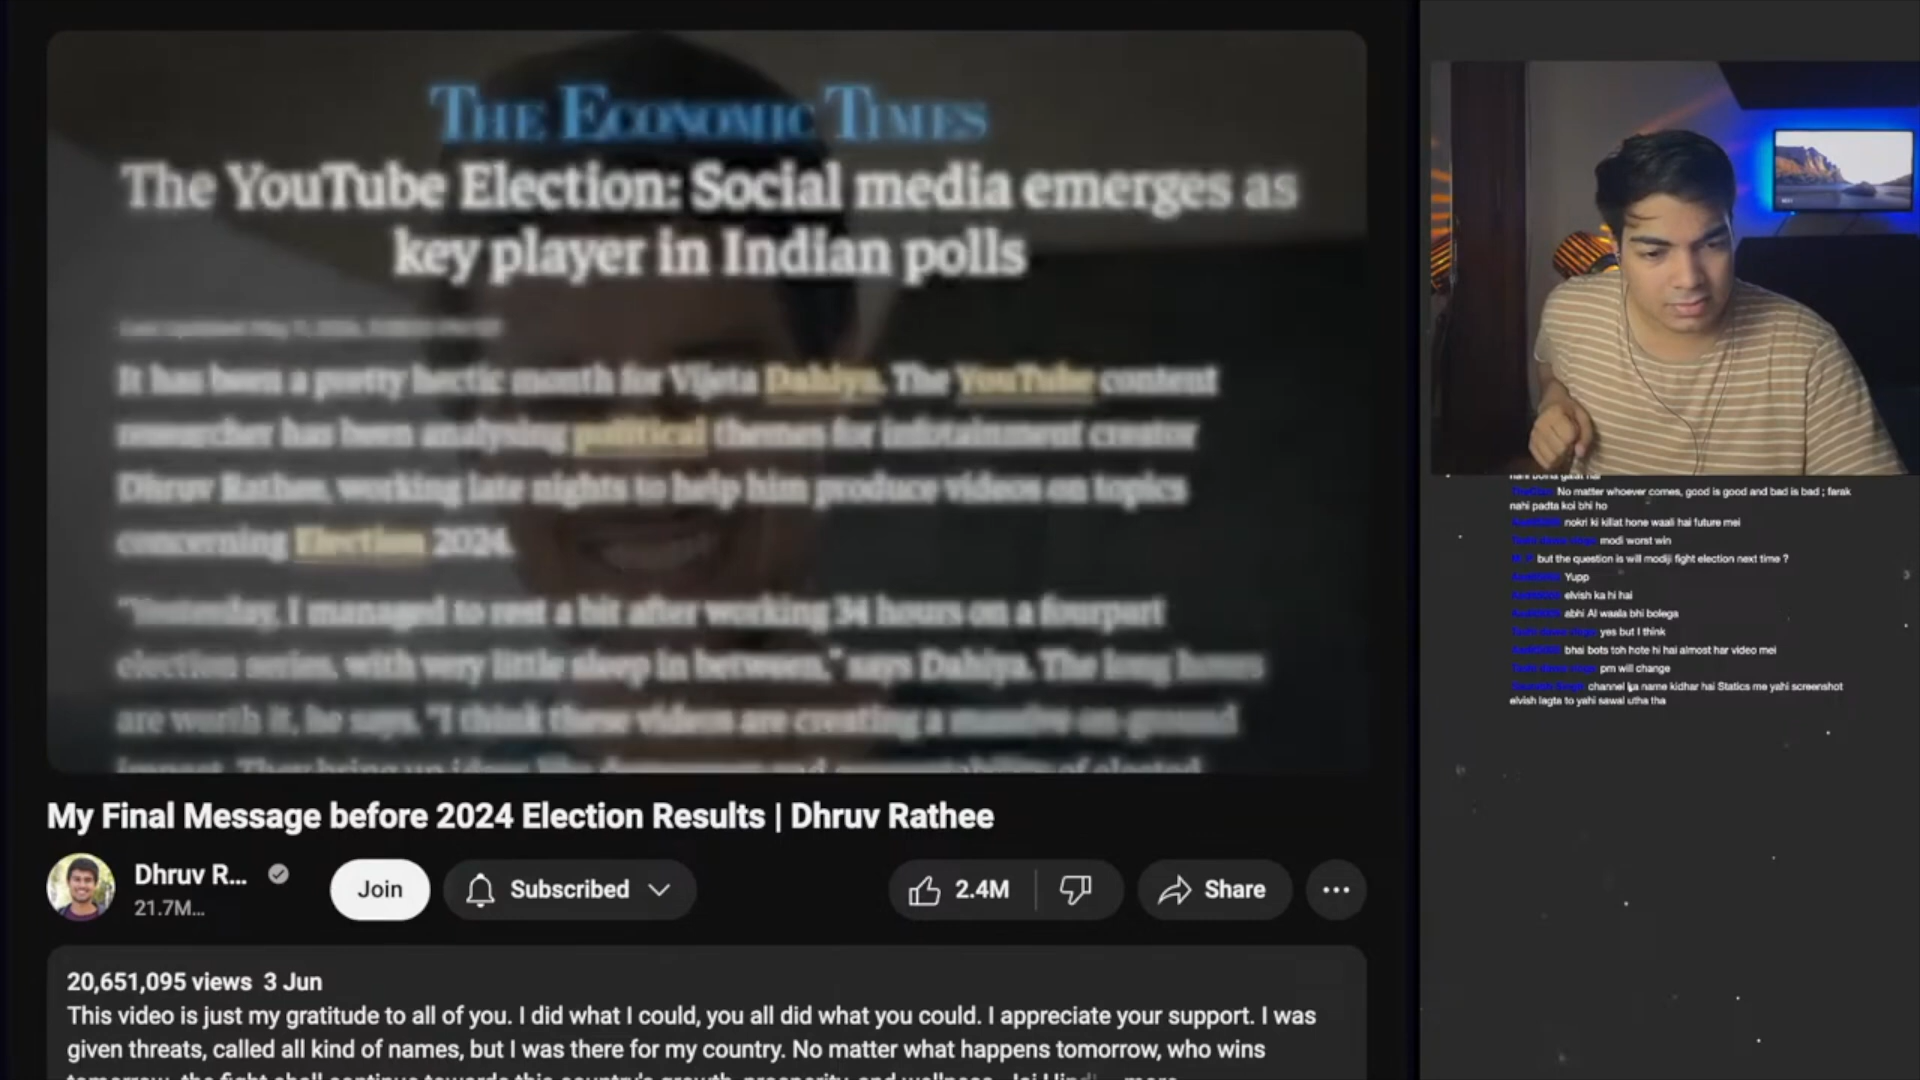 THE ECONOMIC TIMES
The YouTube Election: Social media emerges as
key player in Indian polls
It has been a pretty hectic month for Vijeta Dahiya. The YouTube content
researcher has been analysing political themes for infotainment creator
Dhruv Rathee, working late nights to help him produce videos on topics
concerning Election 2024.
"Yesterday, I managed to rest a bit after working 34 hours on a fourpart
election series, with very little sleep in between," says Dahiya. The long hours
are worth it, he says. "I think these videos are creating a massive on-ground
My Final Message before 2024 Election Results | Dhruv Rathee
Dhruv R...
21.7M...
Join
Subscribed
2.4M
Share
20,651,095 views 3 Jun
This video is just my gratitude to all of you. I did what I could, you all did what you could. I appreciate your support. I was
given threats, called all kind of names, but I was there for my country. No matter what happens tomorrow, who wins
No matter whoever comes, good is good and bad is bad ; farak
nahi padta koi bhi ho
nokri ki killat hone waali hai future mei
modi worst win
but the question is will modiji fight election next time ?
Yupp
elvish ka hi hai
abhi AI waala bhi bolega
yes but I think
bhai bots toh hote hi hai almost har video mei
pm will change
channel ka name kidhar hai Statics me yahi screenshot
elvish lagta to yahi sawal utha tha